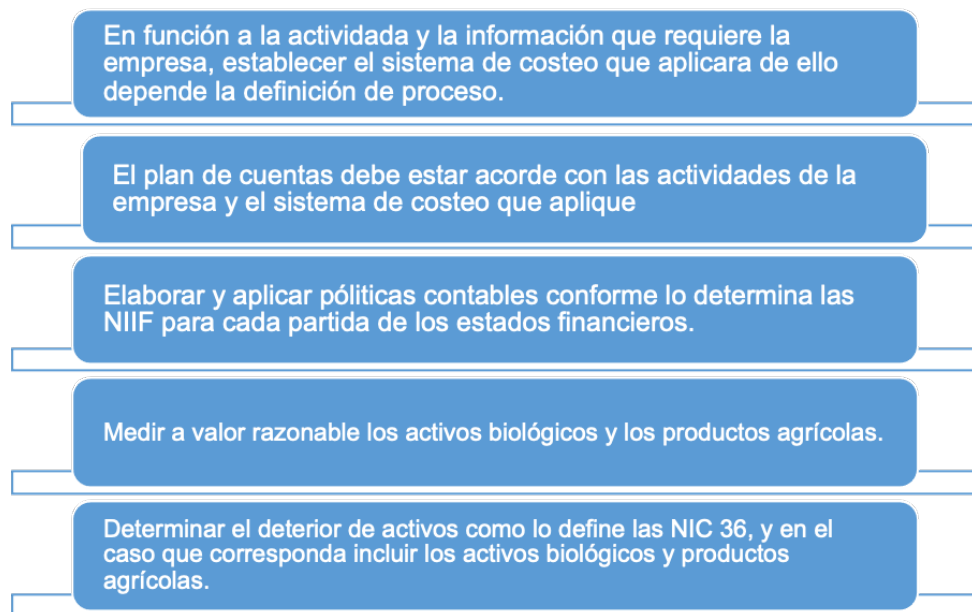 En función a la actividada y la información que requiere la
empresa, establecer el sistema de costeo que aplicara de ello
depende la definición de proceso.
El plan de cuentas debe estar acorde con las actividades de la
empresa y el sistema de costeo que aplique
Elaborar y aplicar póliticas contables conforme lo determina las
NIIF para cada partida de los estados financieros.
Medir a valor razonable los activos biológicos y los productos agrícolas.
Determinar el deterior de activos como lo define las NIC 36, y en el
caso que corresponda incluir los activos biológicos y productos
agrícolas.